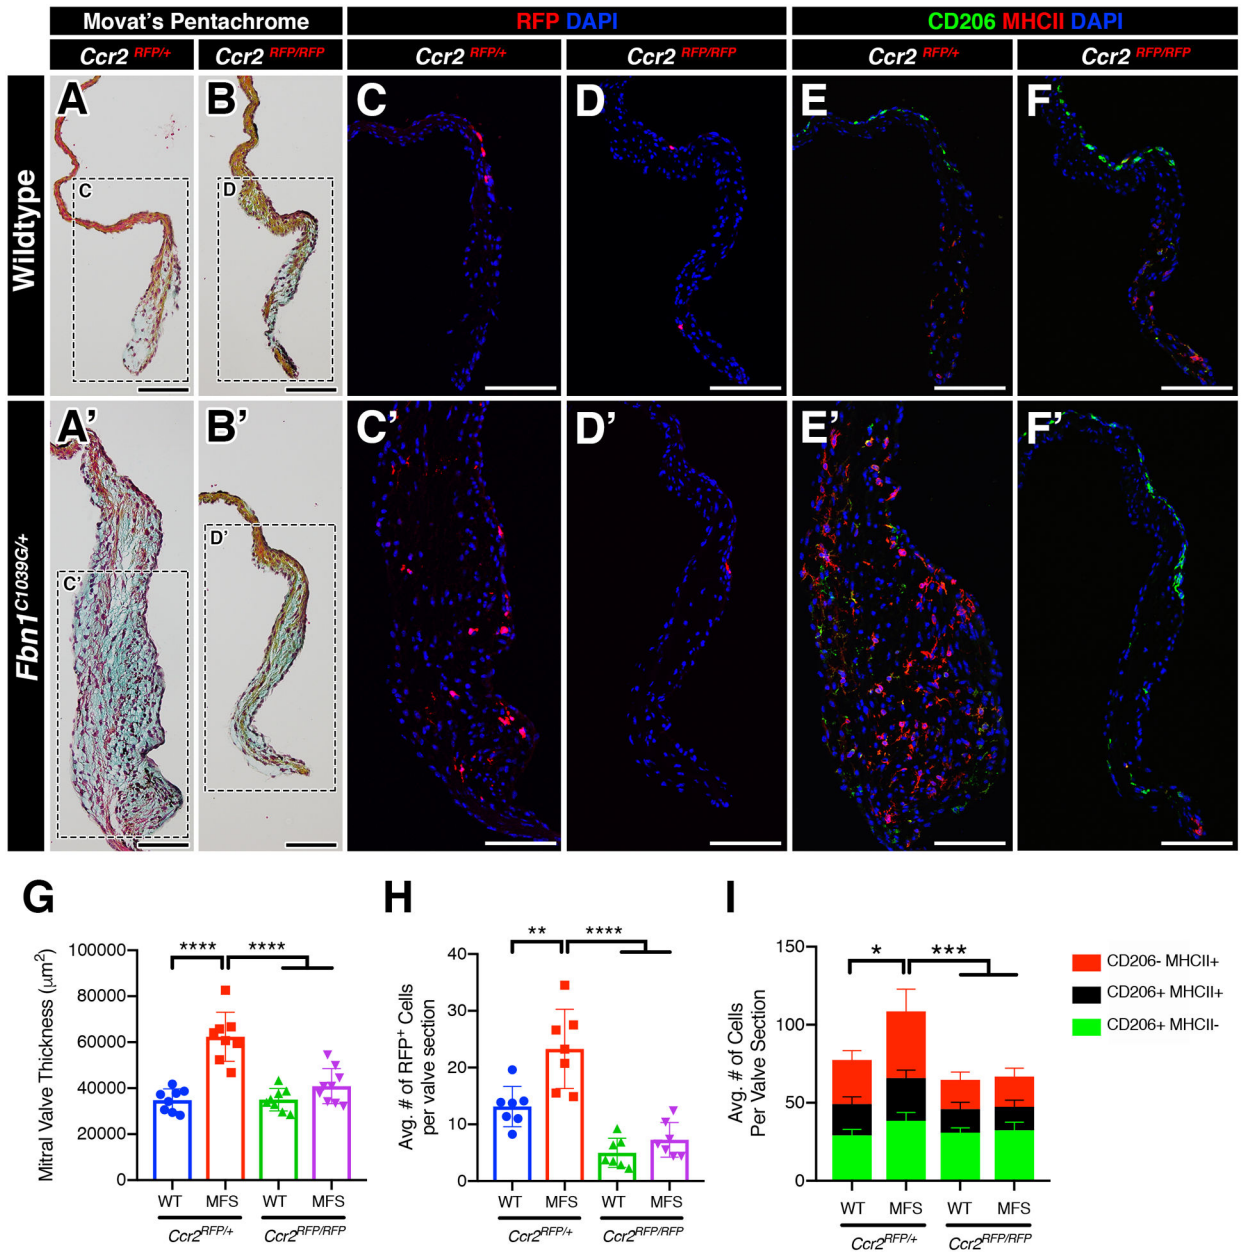 Movat's Pentachrome
RFP DAPI
CD206 MHCII DAPI
Ccr2 RFP/+
Ccr2 RFP/RFP
Ccr2 RFP/+
Ccr2 RFP/RFP
Ccr2 RFP/+
Ccr2 RFP/RFP
Wildtype
A
B
C
D
E
F
C
D
Fbn1C1039G/+
A’
B’
C’
D’
E’
F’
C’
D’
G
Mitral Valve Thickness (μm2)
100000
80000
60000
40000
20000
0
****
****
WT
MFS
WT
MFS
Ccr2RFP/+
Ccr2RFP/RFP
H
Avg. # of RFP+ Cells
per valve section
40
30
20
10
0
**
****
WT
MFS
WT
MFS
Ccr2RFP/+
Ccr2RFP/RFP
I
Avg. # of Cells
Per Valve Section
150
100
50
0
*
***
WT
MFS
WT
MFS
Ccr2RFP/+
Ccr2RFP/RFP
CD206- MHCII+
CD206+ MHCII+
CD206+ MHCII-